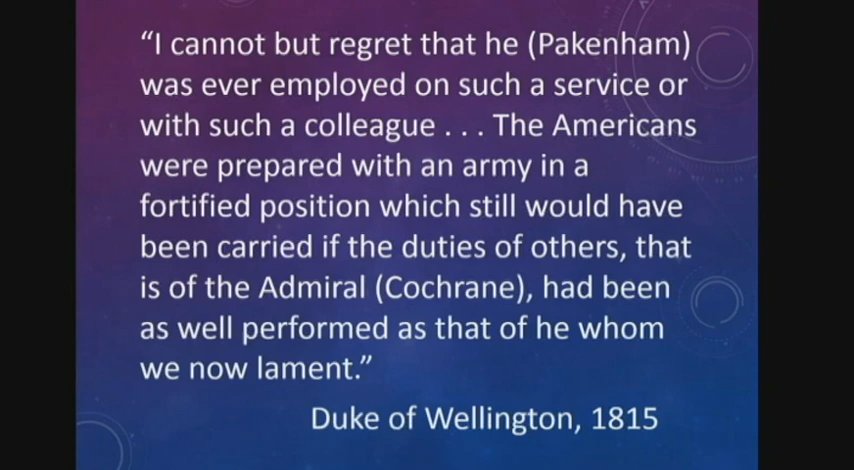 “I cannot but regret that he (Pakenham)
was ever employed on such a service or
with such a colleague . . . The Americans
were prepared with an army in a
fortified position which still would have
been carried if the duties of others, that
is of the Admiral (Cochrane), had been
as well performed as that of he whom
we now lament.”
Duke of Wellington, 1815